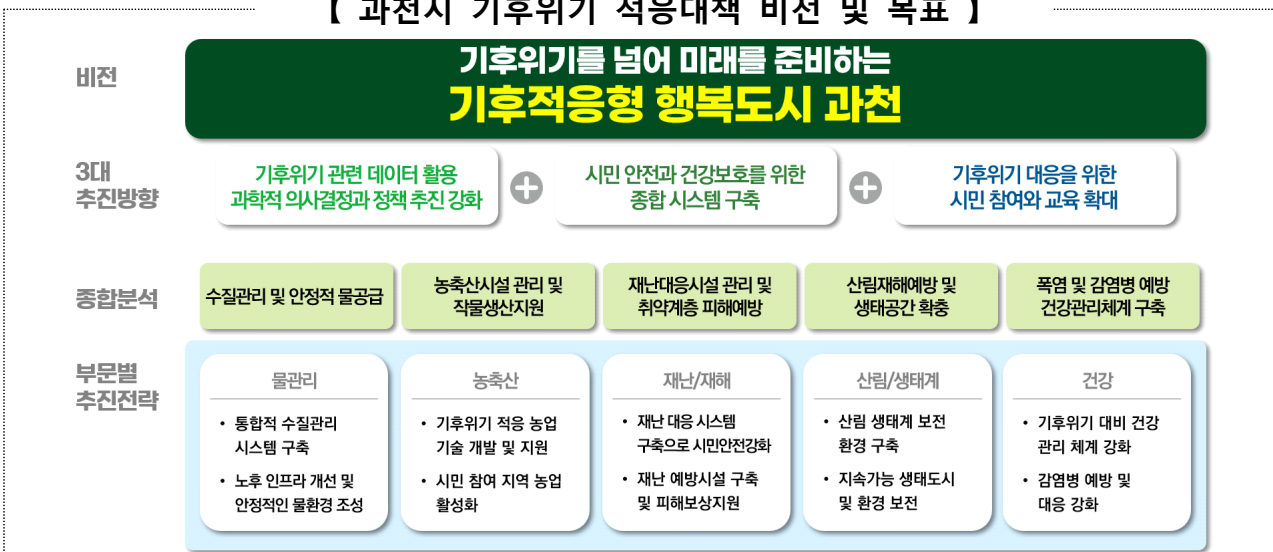 【 과천시 기후위기 적응대책 비전 및 목표 】
비전
기후위기를 넘어 미래를 준비하는
기후적응형 행복도시 과천
3대
추진방향
기후위기 관련 데이터 활용
과학적 의사결정과 정책 추진 강화
시민 안전과 건강보호를 위한
종합 시스템 구축
기후위기 대응을 위한
시민 참여와 교육 확대
종합분석
수질관리 및 안정적 물공급
농축산시설 관리 및
작물생산지원
재난대응시설 관리 및
취약계층 피해예방
산림재해예방 및
생태공간 확충
폭염 및 감염병 예방
건강관리체계 구축
부문별
추진전략
물관리
• 통합적 수질관리
시스템 구축
• 노후 인프라 개선 및
안정적인 물환경 조성
농축산
• 기후위기 적응 농업
기술 개발 및 지원
• 시민 참여 지역 농업
활성화
재난/재해
• 재난 대응 시스템
구축으로 시민안전강화
• 재난 예방시설 구축
및 피해보상지원
산림/생태계
• 산림 생태계 보전
환경 구축
• 지속가능 생태도시
및 환경 보전
건강
• 기후위기 대비 건강
관리 체계 강화
• 감염병 예방 및
대응 강화